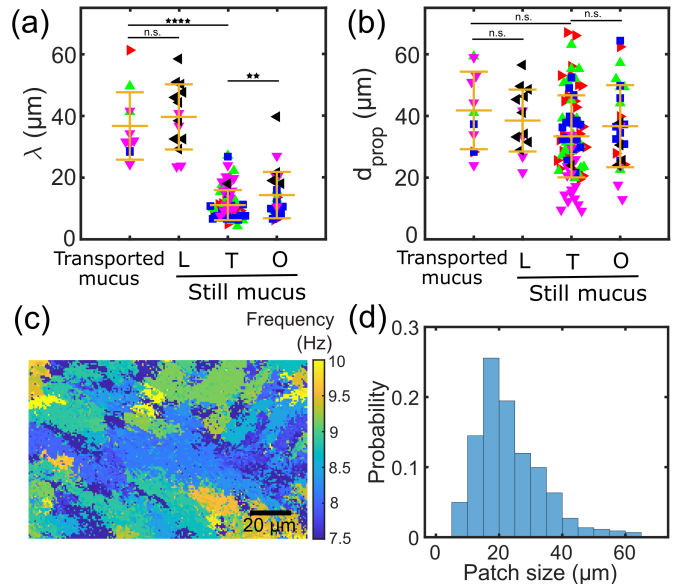 (a)
****
n.s.
**
60
40
20
0
λ (μm)
Transported
mucus
L
T
O
Still mucus
(b)
n.s.
n.s.
n.s.
60
40
20
0
d_prop (μm)
Transported
mucus
L
T
O
Still mucus
(c)
Frequency
(Hz)
10
9.5
9
8.5
8
7.5
20 μm
(d)
0.3
0.2
0.1
0
Probability
0
20
40
60
Patch size (μm)